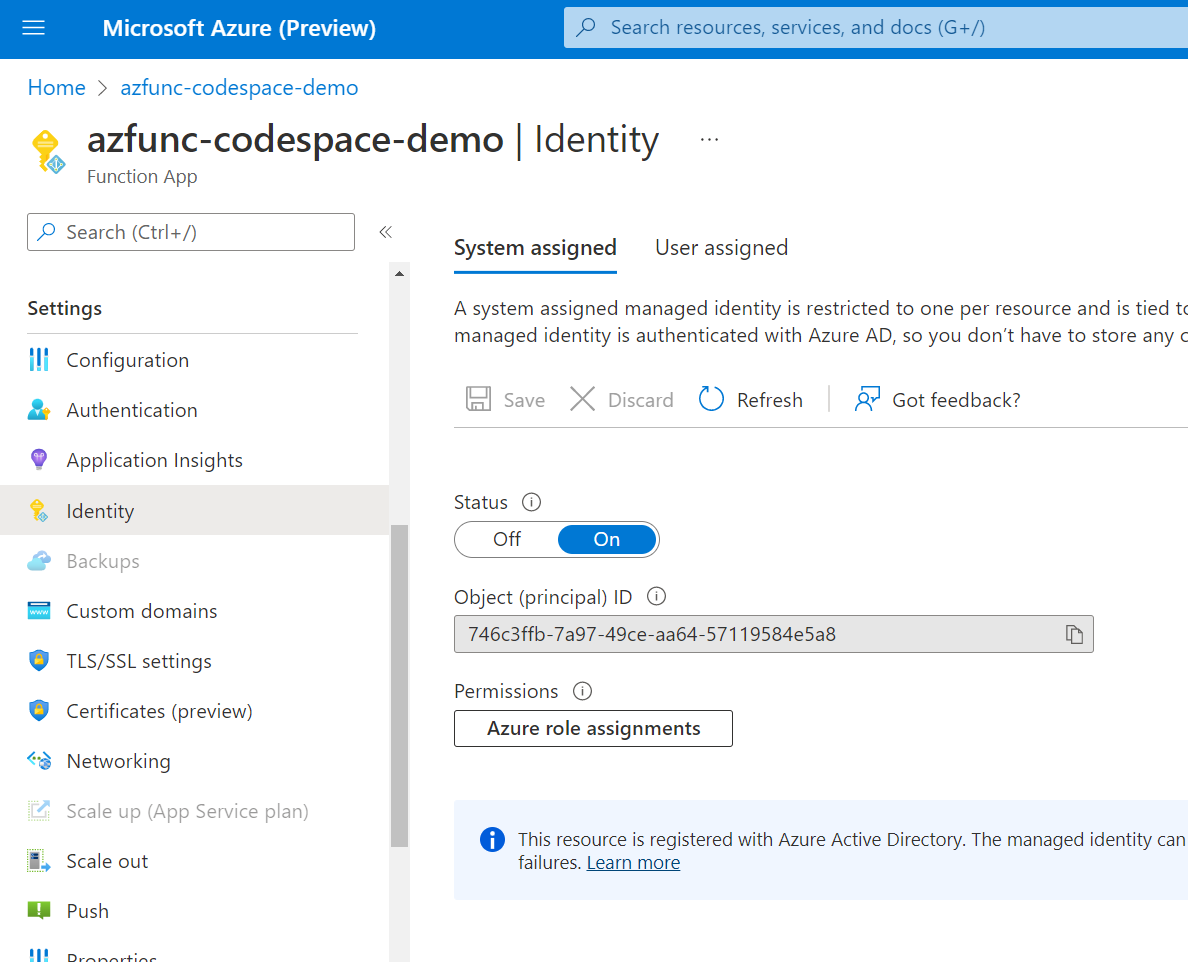 Microsoft Azure (Preview)
Search resources, services, and docs (G+/)
Home > azfunc-codespace-demo
azfunc-codespace-demo | Identity ...
Function App
Search (Ctrl+/) «
Settings
Configuration
Authentication
Application Insights
Identity
Backups
Custom domains
TLS/SSL settings
Certificates (preview)
Networking
Scale up (App Service plan)
Scale out
Push
Properties
System assigned User assigned
A system assigned managed identity is restricted to one per resource and is tied to
managed identity is authenticated with Azure AD, so you don’t have to store any c
Save Discard Refresh Got feedback?
Status
Off On
Object (principal) ID
746c3ffb-7a97-49ce-aa64-57119584e5a8
Permissions
Azure role assignments
This resource is registered with Azure Active Directory. The managed identity can
failures. Learn more